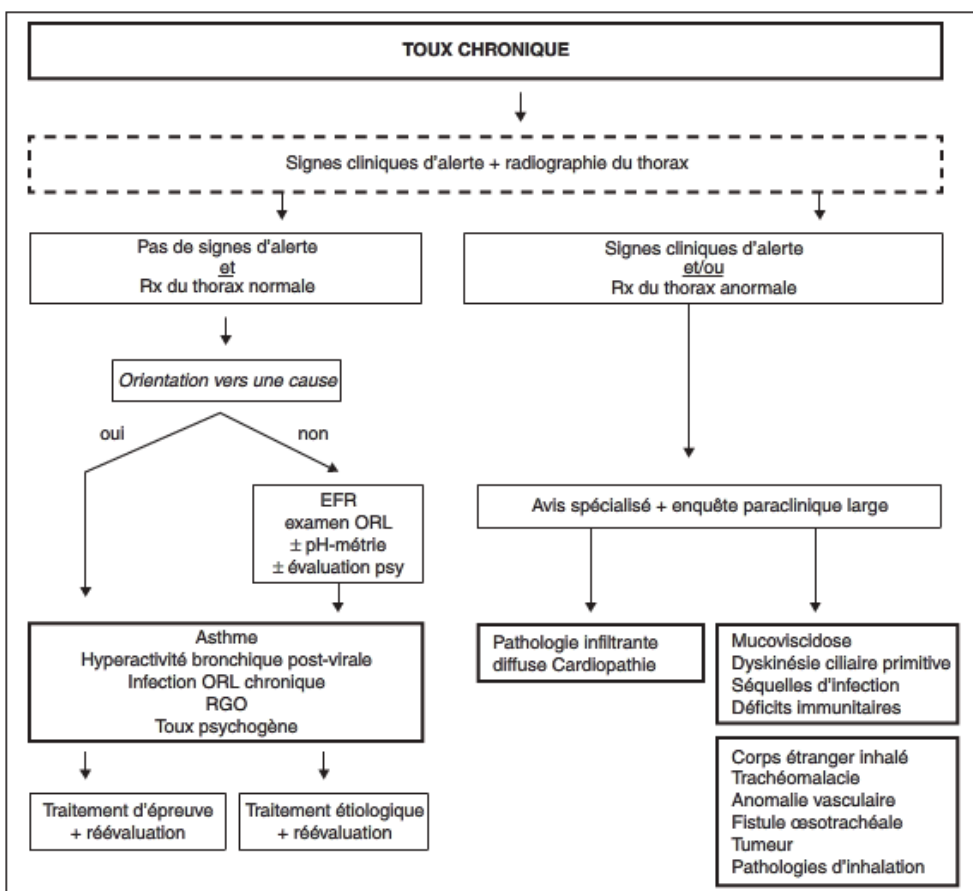 TOUX CHRONIQUE
Signes cliniques d'alerte + radiographie du thorax
Pas de signes d'alerte
et
Rx du thorax normale
Signes cliniques d'alerte
et/ou
Rx du thorax anormale
Orientation vers une cause
oui
non
EFR
examen ORL
± pH-métrie
± évaluation psy
Avis spécialisé + enquête paraclinique large
Asthme
Hyperactivité bronchique post-virale
Infection ORL chronique
RGO
Toux psychogène
Pathologie infiltrante
diffuse Cardiopathie
Mucoviscidose
Dyskinésie ciliaire primitive
Séquelles d'infection
Déficits immunitaires
Traitement d'épreuve
+ réévaluation
Traitement étiologique
+ réévaluation
Corps étranger inhalé
Trachéomalacie
Anomalie vasculaire
Fistule œsotrachéale
Tumeur
Pathologies d'inhalation